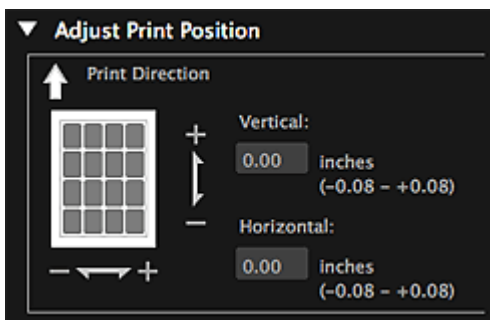 Adjust Print Position
Print Direction
Vertical:
0.00 inches
(-0.08 – +0.08)
Horizontal:
0.00 inches
(-0.08 – +0.08)
+
−
− +